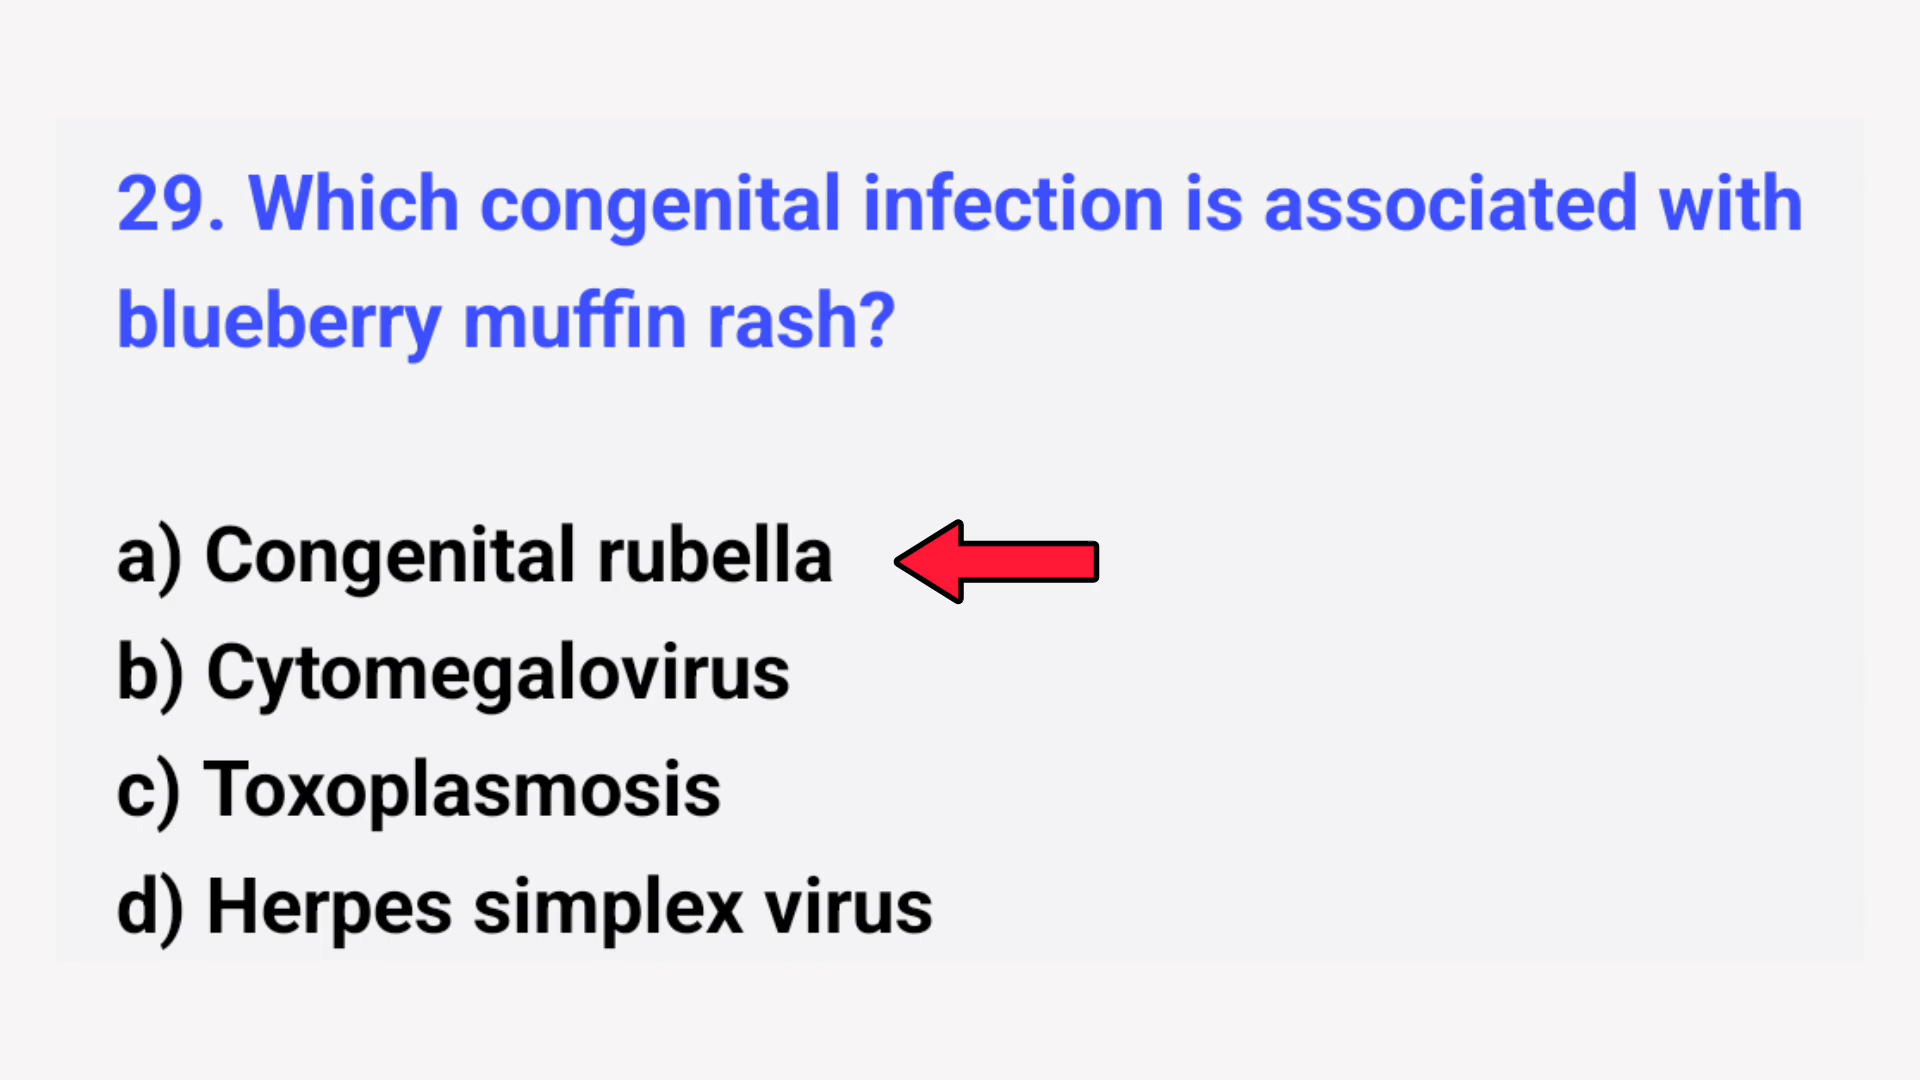 29. Which congenital infection is associated with
blueberry muffin rash?
a) Congenital rubella
b) Cytomegalovirus
c) Toxoplasmosis
d) Herpes simplex virus